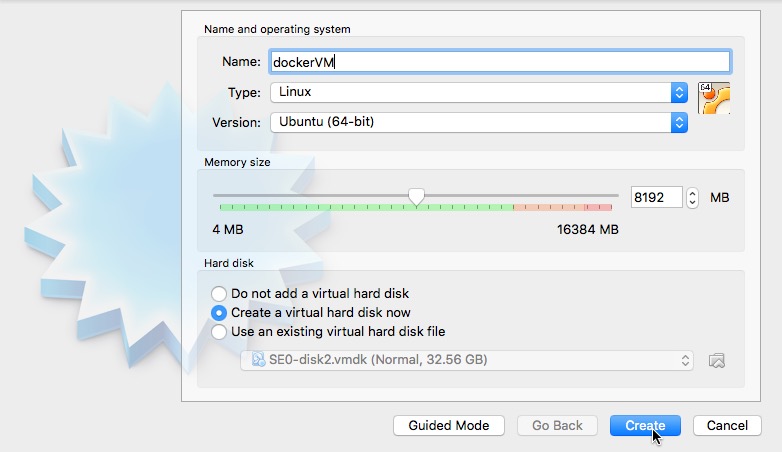 Name and operating system
Name: dockerVM
Type: Linux
64
Version: Ubuntu (64-bit)
Memory size
8192 MB
4 MB 16384 MB
Hard disk
Do not add a virtual hard disk
Create a virtual hard disk now
Use an existing virtual hard disk file
SE0-disk2.vmdk (Normal, 32.56 GB)
Guided Mode Go Back Create Cancel